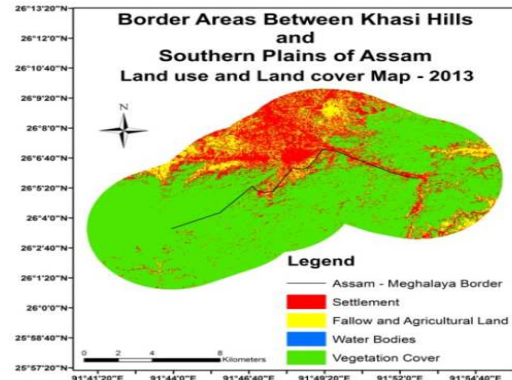 Border Areas Between Khasi Hills
and
Southern Plains of Assam
Land use and Land cover Map - 2013
26°13'20"N
26°12'0"N
26°10'40"N
26°9'20"N
26°8'0"N
26°6'40"N
26°5'20"N
26°4'0"N
26°2'40"N
26°1'20"N
26°0'0"N
25°58'40"N
25°57'20"N
N
Legend
Assam - Meghalaya Border
Settlement
Fallow and Agricultural Land
Water Bodies
Vegetation Cover
0 2 4 8
Kilometers
91°41'20"E 91°44'0"E 91°46'40"E 91°49'20"E 91°52'0"E 91°54'40"E